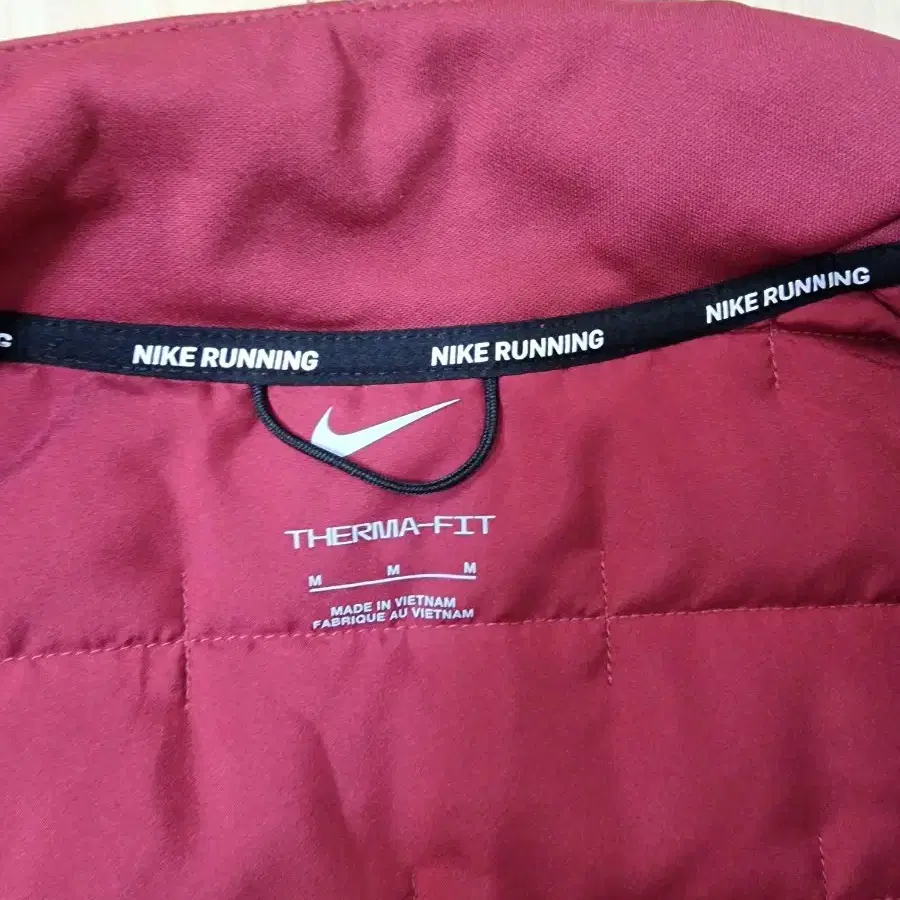 NIKE RUNNING
NIKE RUNNING
NIKE RUNNING
THERMA-FIT
M M M
MADE IN VIETNAM
FABRIQUE AU VIETNAM